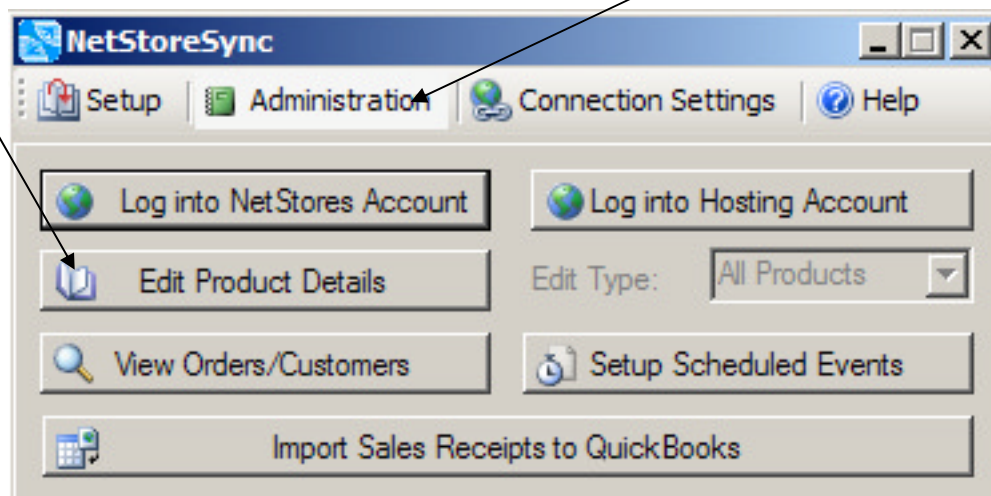 NetStoreSync
Setup Administration Connection Settings Help
Log into NetStores Account Log into Hosting Account
Edit Product Details Edit Type: All Products
View Orders/Customers Setup Scheduled Events
Import Sales Receipts to QuickBooks